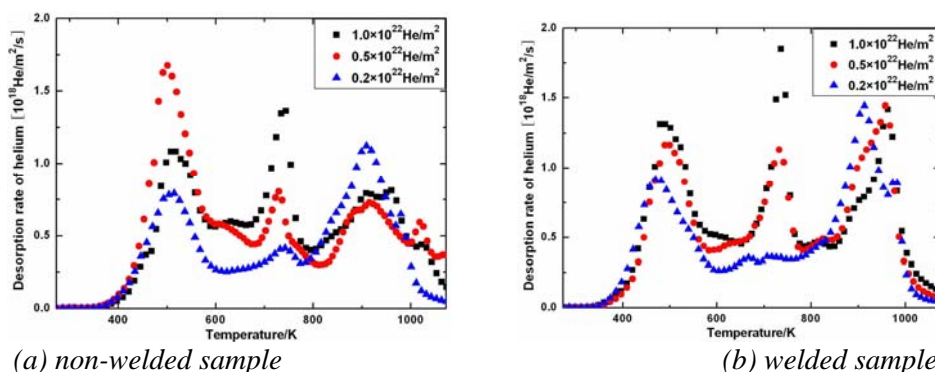 (a)
2.0
1.5
1.0
0.5
0.0
Desorption rate of helium [10¹⁸He/m²/s]
1.0×10²²He/m²
0.5×10²²He/m²
0.2×10²²He/m²
400 600 800 1000
Temperature/K
(a) non-welded sample
(b)
2.0
1.5
1.0
0.5
0.0
Desorption rate of helium [10¹⁸He/m²/s]
1.0×10²²He/m²
0.5×10²²He/m²
0.2×10²²He/m²
400 600 800 1000
Temperature/K
(b) welded sample